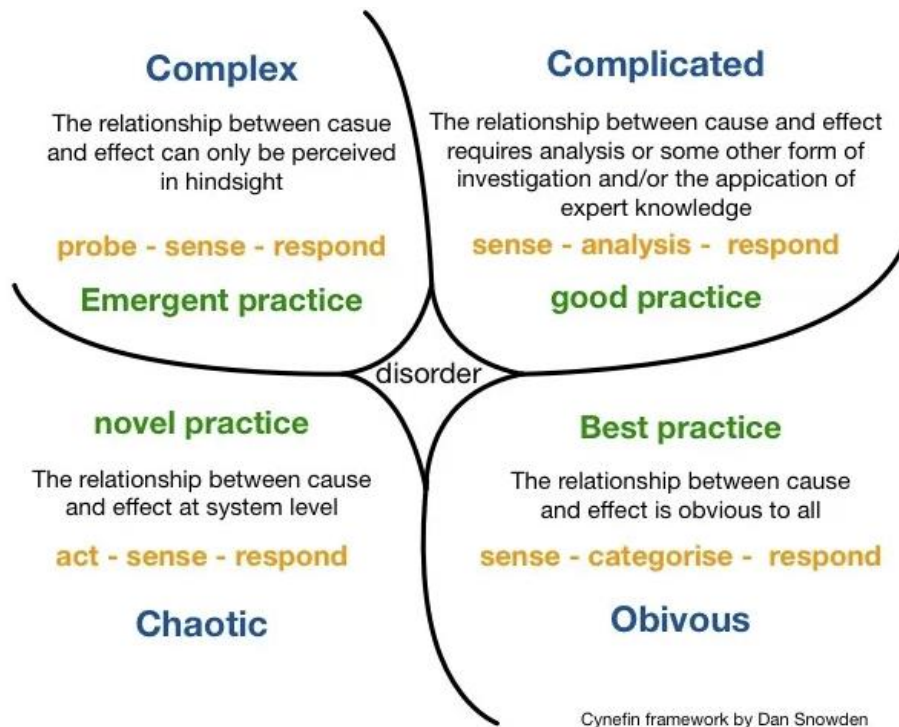 Complex
The relationship between casue
and effect can only be perceived
in hindsight
probe - sense - respond
Emergent practice
Complicated
The relationship between cause and effect
requires analysis or some other form of
investigation and/or the appication of
expert knowledge
sense - analysis - respond
good practice
disorder
novel practice
The relationship between cause
and effect at system level
act - sense - respond
Chaotic
Best practice
The relationship between cause
and effect is obvious to all
sense - categorise - respond
Obivous
Cynefin framework by Dan Snowden